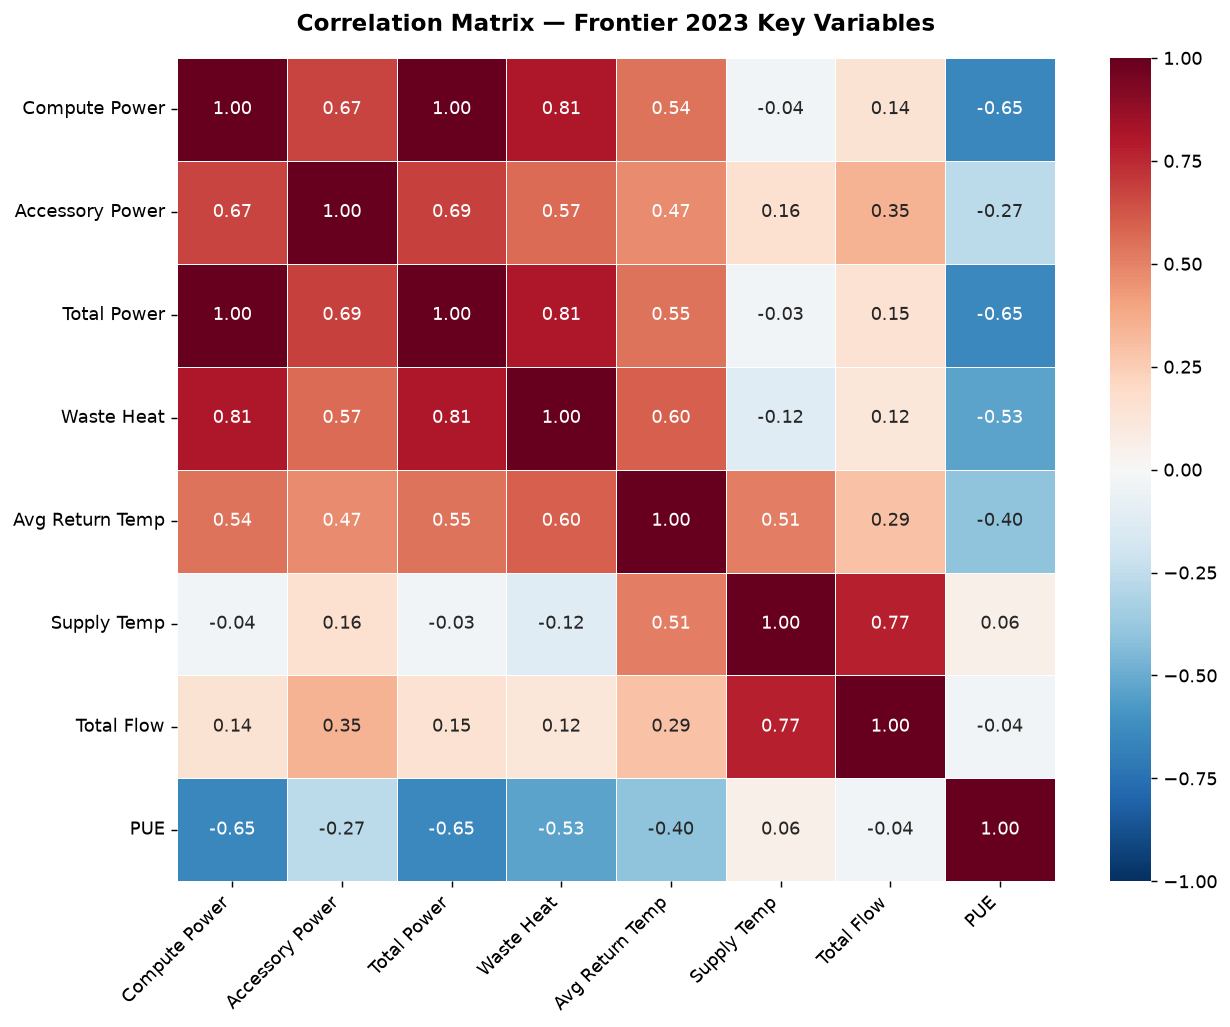 Correlation Matrix — Frontier 2023 Key Variables
Compute Power 1.00 0.67 1.00 0.81 0.54 -0.04 0.14 -0.65
Accessory Power 0.67 1.00 0.69 0.57 0.47 0.16 0.35 -0.27
Total Power 1.00 0.69 1.00 0.81 0.55 -0.03 0.15 -0.65
Waste Heat 0.81 0.57 0.81 1.00 0.60 -0.12 0.12 -0.53
Avg Return Temp 0.54 0.47 0.55 0.60 1.00 0.51 0.29 -0.40
Supply Temp -0.04 0.16 -0.03 -0.12 0.51 1.00 0.77 0.06
Total Flow 0.14 0.35 0.15 0.12 0.29 0.77 1.00 -0.04
PUE -0.65 -0.27 -0.65 -0.53 -0.40 0.06 -0.04 1.00
Compute Power
Accessory Power
Total Power
Waste Heat
Avg Return Temp
Supply Temp
Total Flow
PUE
1.00
0.75
0.50
0.25
0.00
−0.25
−0.50
−0.75
−1.00